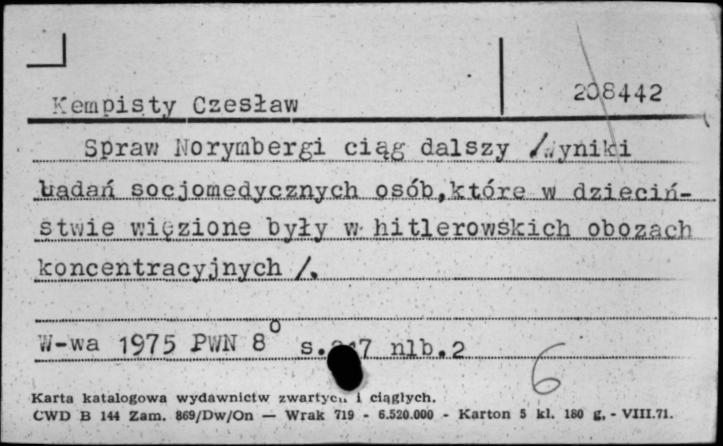 Kempisty Czesław
208442
Spraw Norymbergi ciąg dalszy /Wyniki
badań socjomedycznych osób,które w dzieciń-
stwie więzione były w hitlerowskich obozach
koncentracyjnych /.
W-wa 1975 PWN 8° nlb.2
6
Karta katalogowa wydawnictw zwartych i ciągłych.
CWD B 144 Zam. 869/Dw/On — Wrak 719 - 6.520.000 - Karton 5 kl. 180 g. - VIII.71.